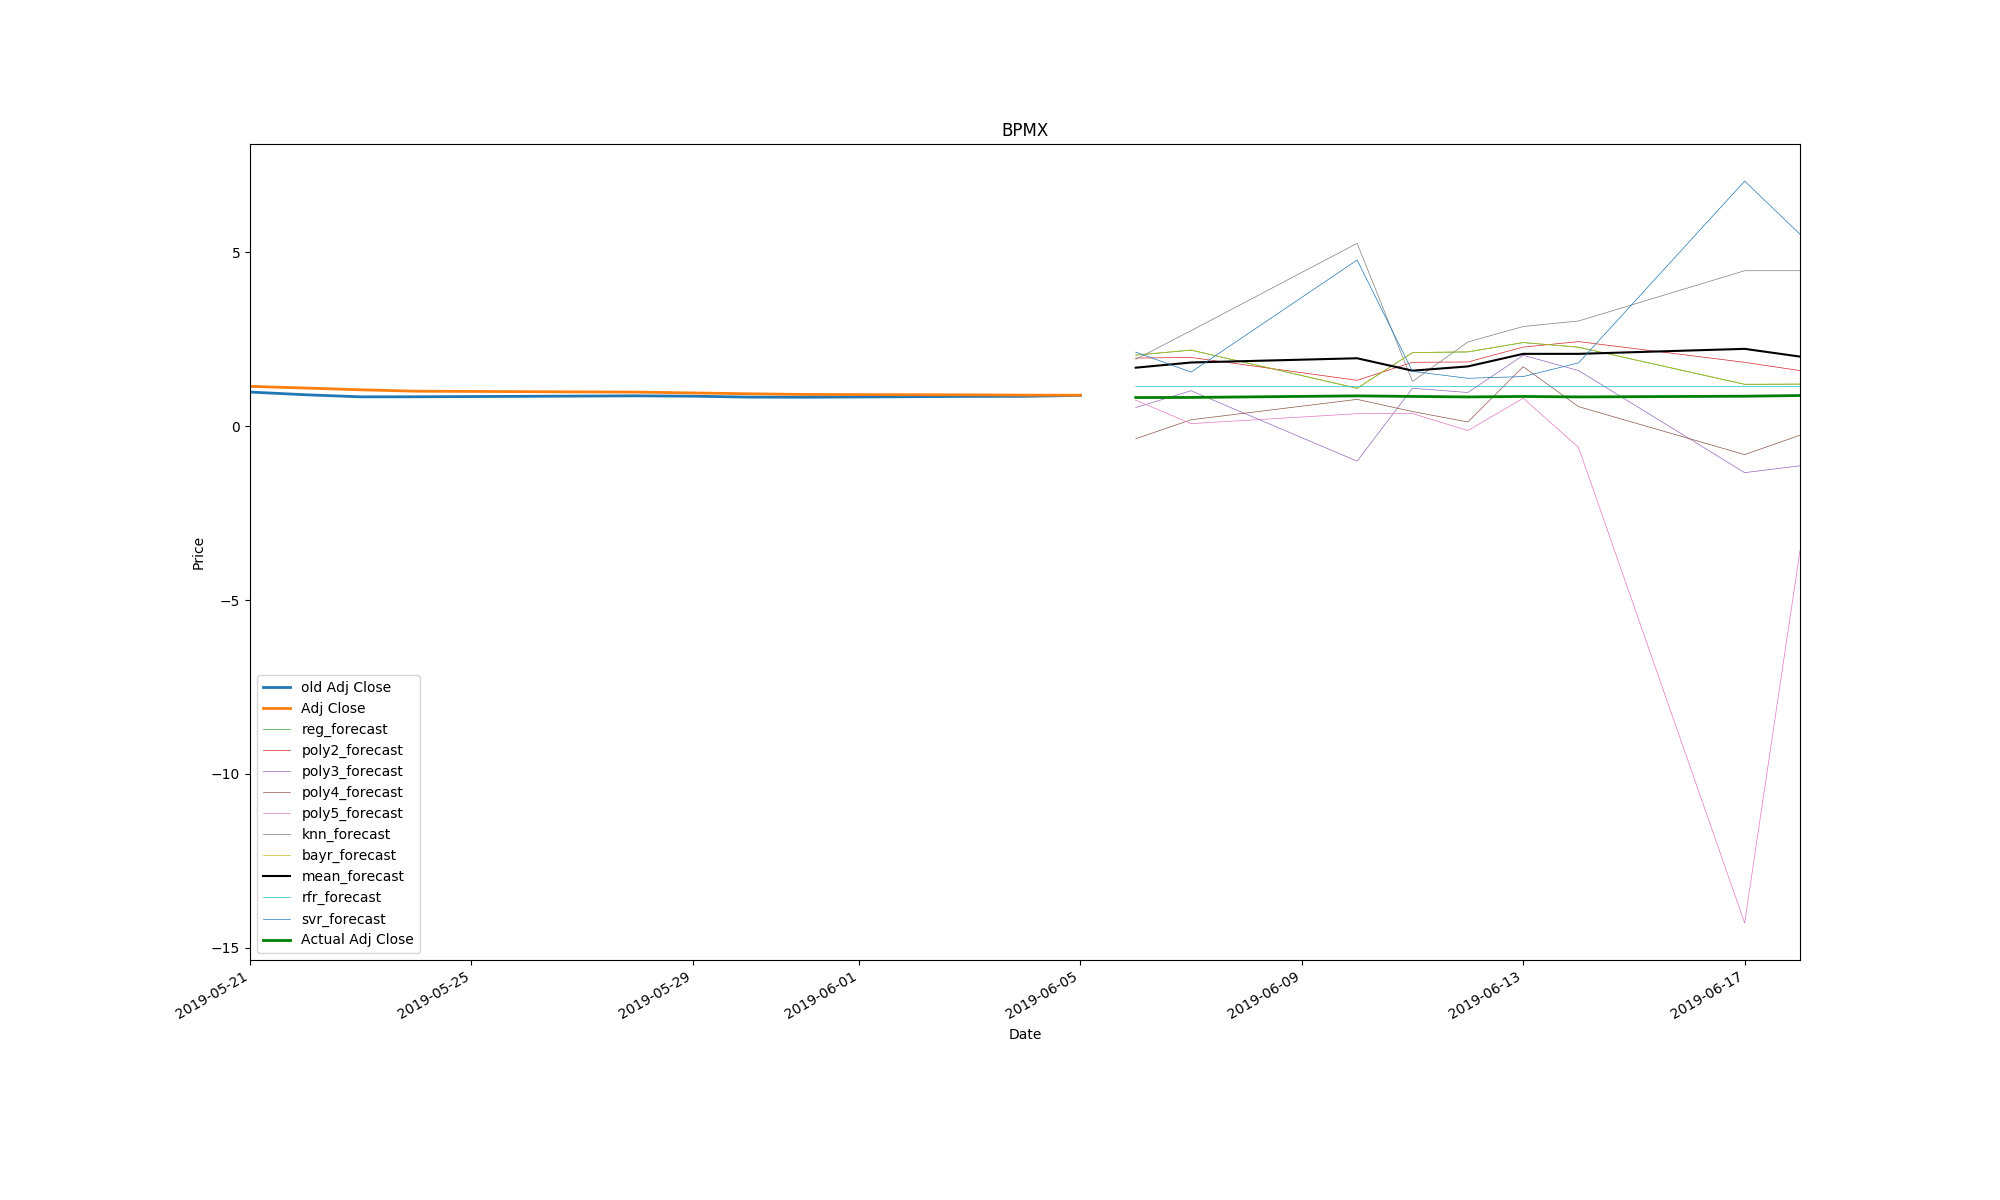 BPMX
5
0
−5
−10
−15
Price
old Adj Close
Adj Close
reg_forecast
poly2_forecast
poly3_forecast
poly4_forecast
poly5_forecast
knn_forecast
bayr_forecast
mean_forecast
rfr_forecast
svr_forecast
Actual Adj Close
2019-05-21
2019-05-25
2019-05-29
2019-06-01
2019-06-05
2019-06-09
2019-06-13
2019-06-17
Date